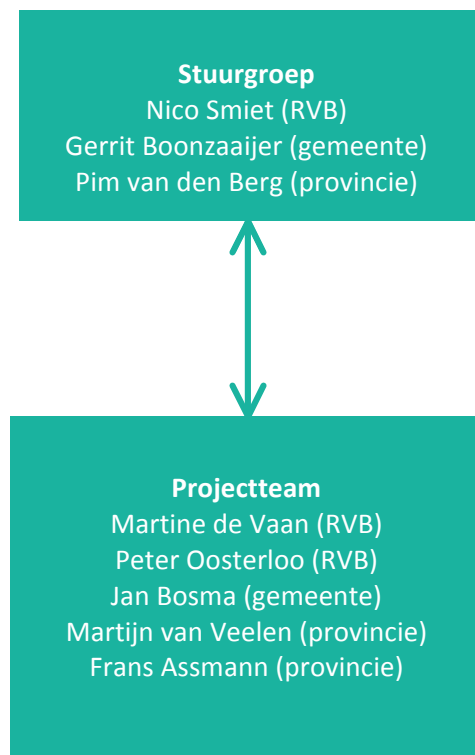 Stuurgroep
Nico Smiet (RVB)
Gerrit Boonzaaijer (gemeente)
Pim van den Berg (provincie)
Projectteam
Martine de Vaan (RVB)
Peter Oosterloo (RVB)
Jan Bosma (gemeente)
Martijn van Veelen (provincie)
Frans Assmann (provincie)